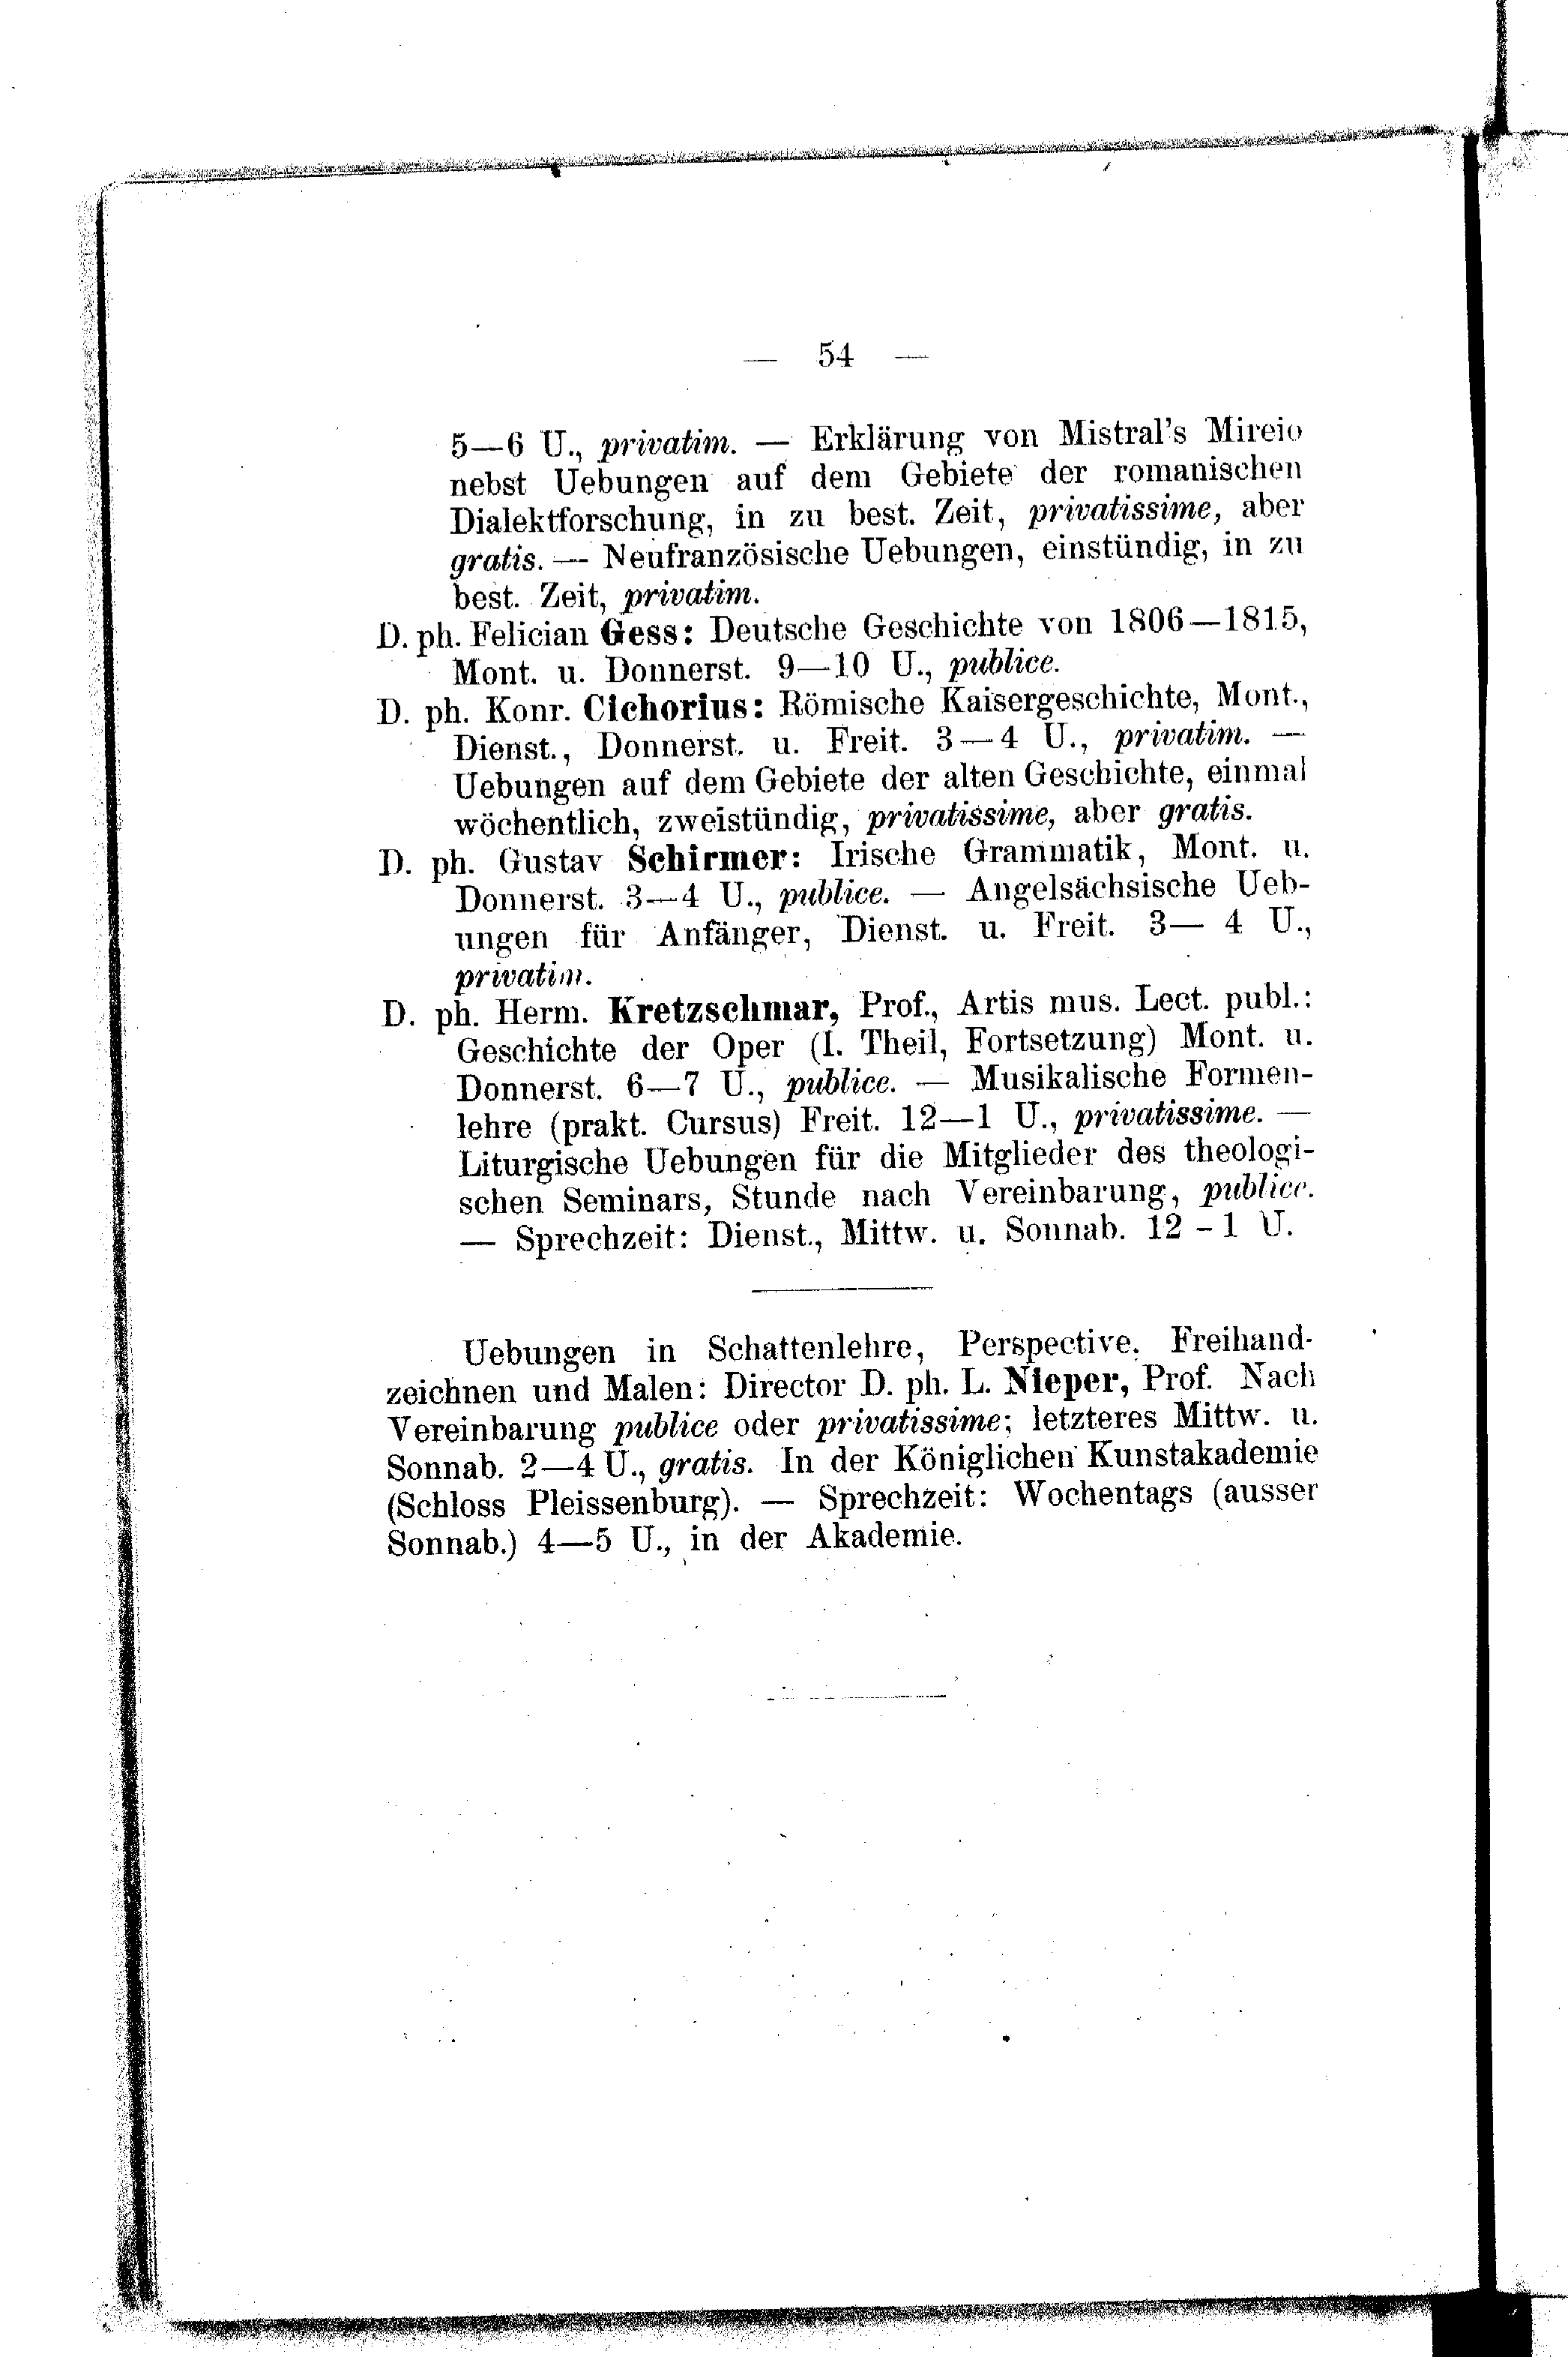 — 54 —
5—6 U., privatim. — Erklärung von Mistral's Mireio
nebst Uebungen auf dem Gebiete der romanischen
Dialektforschung, in zu best. Zeit, privatissime, aber
gratis. — Neufranzösische Uebungen, einstündig, in zu
best. Zeit, privatim.
D. ph. Felician Gess: Deutsche Geschichte von 1806—1815,
Mont. u. Donnerst. 9—10 U., publice.
D. ph. Konr. Cichorius: Römische Kaisergeschichte, Mont.,
Dienst., Donnerst. u. Freit. 3—4 U., privatim. —
Uebungen auf dem Gebiete der alten Geschichte, einmal
wöchentlich, zweistündig, privatissime, aber gratis.
D. ph. Gustav Schirmer: Irische Grammatik, Mont. u.
Donnerst. 3—4 U., publice. — Angelsächsische Ueb-
ungen für Anfänger, Dienst. u. Freit. 3— 4 U.,
privatim.
D. ph. Herm. Kretzschmar, Prof., Artis mus. Lect. publ.:
Geschichte der Oper (I. Theil, Fortsetzung) Mont. u.
Donnerst. 6—7 U., publice. — Musikalische Formen-
lehre (prakt. Cursus) Freit. 12—1 U., privatissime. —
Liturgische Uebungen für die Mitglieder des theologi-
schen Seminars, Stunde nach Vereinbarung, publice.
— Sprechzeit: Dienst., Mittw. u. Sonnab. 12 - 1 U.
Uebungen in Schattenlehre, Perspective, Freihand-
zeichnen und Malen: Director D. ph. L. Nieper, Prof. Nach
Vereinbarung publice oder privatissime; letzteres Mittw. u.
Sonnab. 2—4 U., gratis. In der Königlichen Kunstakademie
(Schloss Pleissenburg). — Sprechzeit: Wochentags (ausser
Sonnab.) 4—5 U., in der Akademie.